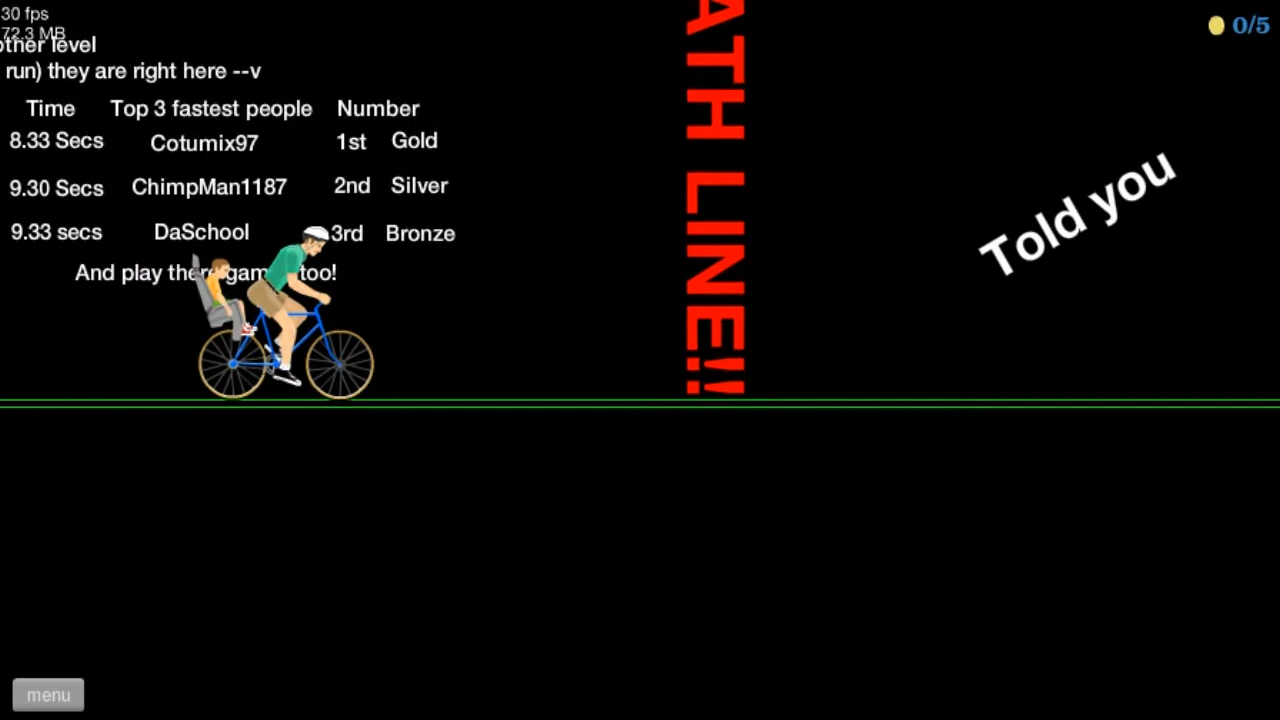 30 fps
72.3 MB
other level
run) they are right here --v
Time Top 3 fastest people Number
8.33 Secs Cotumix97 1st Gold
9.30 Secs ChimpMan1187 2nd Silver
9.33 secs DaSchool 3rd Bronze
And play there game too!
ATH LINE!!
Told you
0/5
menu